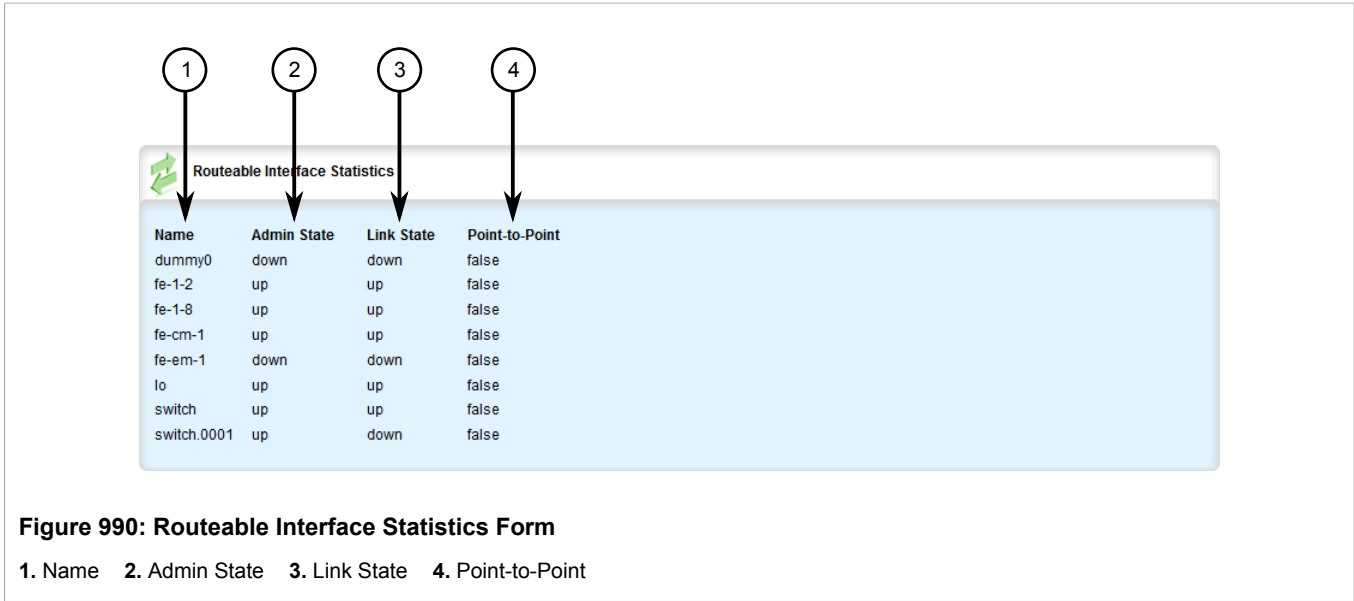 1 2 3 4
Routeable Interface Statistics
Name Admin State Link State Point-to-Point
dummy0 down down false
fe-1-2 up up false
fe-1-8 up up false
fe-cm-1 up up false
fe-em-1 down down false
lo up up false
switch up up false
switch.0001 up down false
Figure 990: Routeable Interface Statistics Form
1. Name 2. Admin State 3. Link State 4. Point-to-Point